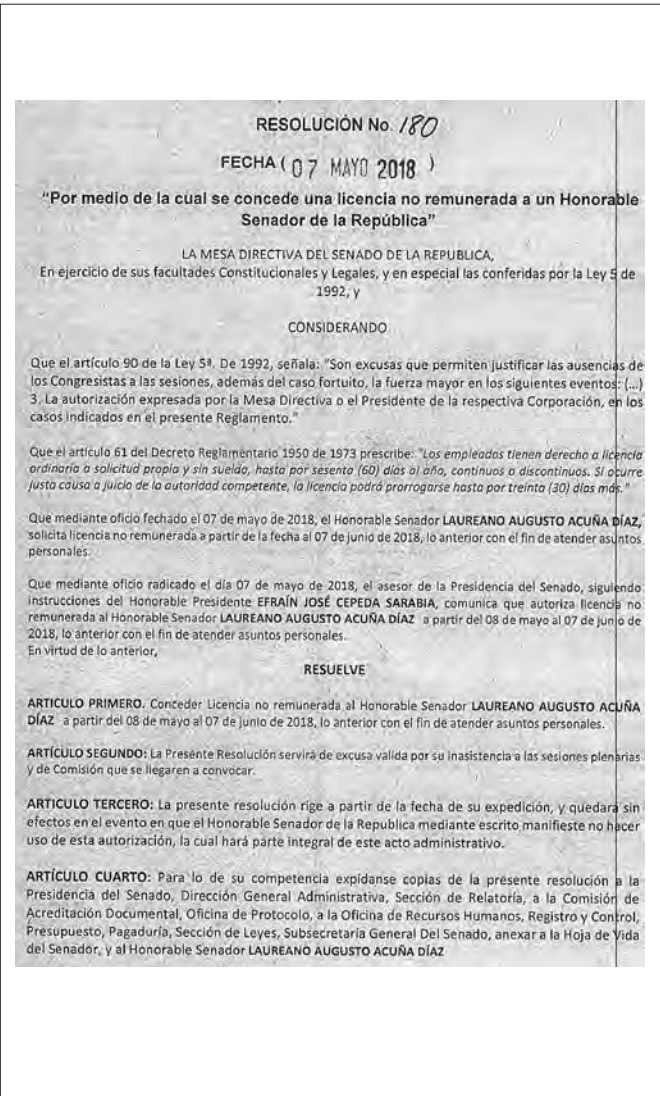 RESOLUCIÓN No. 180
FECHA ( 07 MAYO 2018 )
"Por medio de la cual se concede una licencia no remunerada a un Honorable
Senador de la República"
LA MESA DIRECTIVA DEL SENADO DE LA REPUBLICA,
En ejercicio de sus facultades Constitucionales y Legales, y en especial las conferidas por la Ley 5 de
1992, y
CONSIDERANDO
Que el artículo 90 de la Ley 5ª. De 1992, señala: "Son excusas que permiten justificar las ausencias de
los Congresistas a las sesiones, además del caso fortuito, la fuerza mayor en los siguientes eventos: (...)
3. La autorización expresada por la Mesa Directiva o el Presidente de la respectiva Corporación, en los
casos indicados en el presente Reglamento."
Que el artículo 61 del Decreto Reglamentario 1950 de 1973 prescribe: "Los empleados tienen derecho a licencia
ordinaria a solicitud propia y sin sueldo, hasta por sesenta (60) días al año, continuos o discontinuos. Si ocurre
justa causa a juicio de la autoridad competente, la licencia podrá prorrogarse hasta por treinta (30) días más."
Que mediante oficio fechado el 07 de mayo de 2018, el Honorable Senador LAUREANO AUGUSTO ACUÑA DÍAZ,
solicita licencia no remunerada a partir de la fecha al 07 de junio de 2018, lo anterior con el fin de atender asuntos
personales.
Que mediante oficio radicado el día 07 de mayo de 2018, el asesor de la Presidencia del Senado, siguiendo
instrucciones del Honorable Presidente EFRAÍN JOSÉ CEPEDA SARABIA, comunica que autoriza licencia no
remunerada al Honorable Senador LAUREANO AUGUSTO ACUÑA DÍAZ a partir del 08 de mayo al 07 de junio de
2018, lo anterior con el fin de atender asuntos personales.
En virtud de lo anterior,
RESUELVE
ARTICULO PRIMERO. Conceder Licencia no remunerada al Honorable Senador LAUREANO AUGUSTO ACUÑA
DÍAZ a partir del 08 de mayo al 07 de junio de 2018, lo anterior con el fin de atender asuntos personales.
ARTÍCULO SEGUNDO: La Presente Resolución servirá de excusa valida por su inasistencia a las sesiones plenarias
y de Comisión que se llegaren a convocar.
ARTICULO TERCERO: La presente resolución rige a partir de la fecha de su expedición, y quedará sin
efectos en el evento en que el Honorable Senador de la Republica mediante escrito manifieste no hacer
uso de esta autorización, la cual hará parte integral de este acto administrativo.
ARTÍCULO CUARTO: Para lo de su competencia expídanse copias de la presente resolución a la
Presidencia del Senado, Dirección General Administrativa, Sección de Relatoría, a la Comisión de
Acreditación Documental, Oficina de Protocolo, a la Oficina de Recursos Humanos, Registro y Control,
Presupuesto, Pagaduría, Sección de Leyes, Subsecretaría General Del Senado, anexar a la Hoja de Vida
del Senador, y al Honorable Senador LAUREANO AUGUSTO ACUÑA DÍAZ